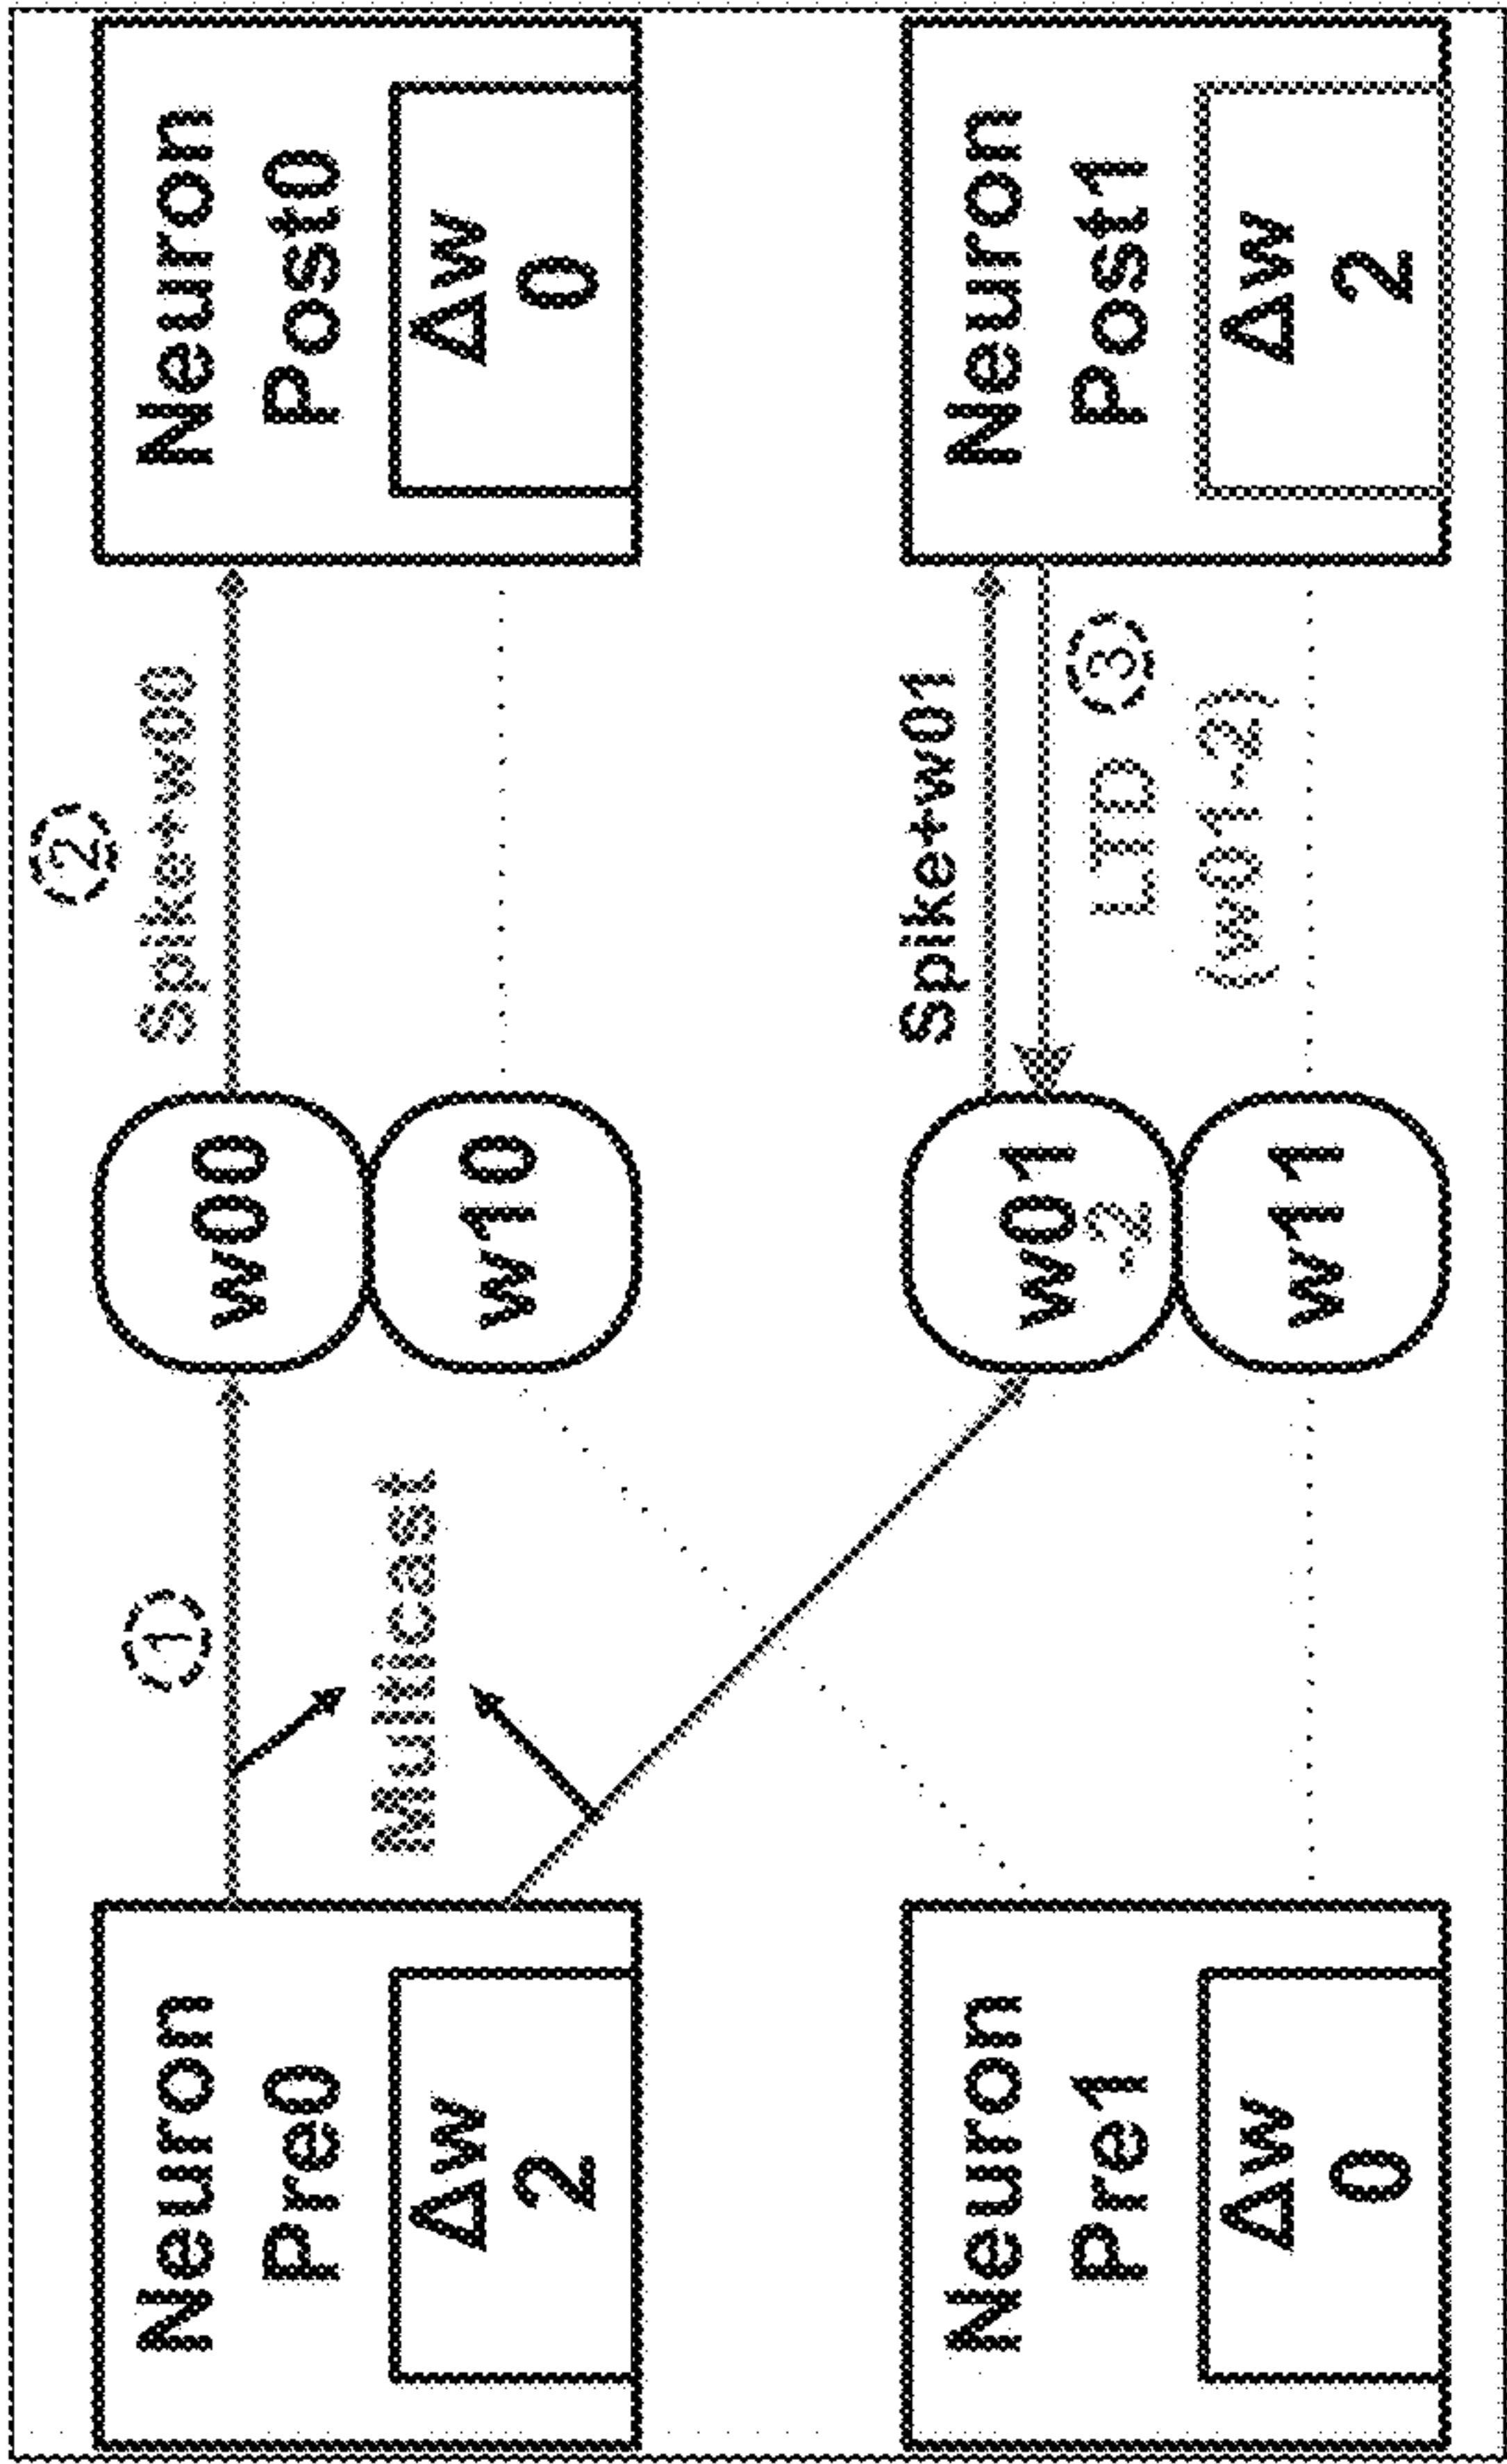 Neuron
Pre0
Δw
2
①
Multicast
w00
w10
②
Spike+w00
Neuron
Post0
Δw
0
Neuron
Pre1
Δw
0
w01
-2
w11
Spike+w01
③
LTD
(w01-2)
Neuron
Post1
Δw
2